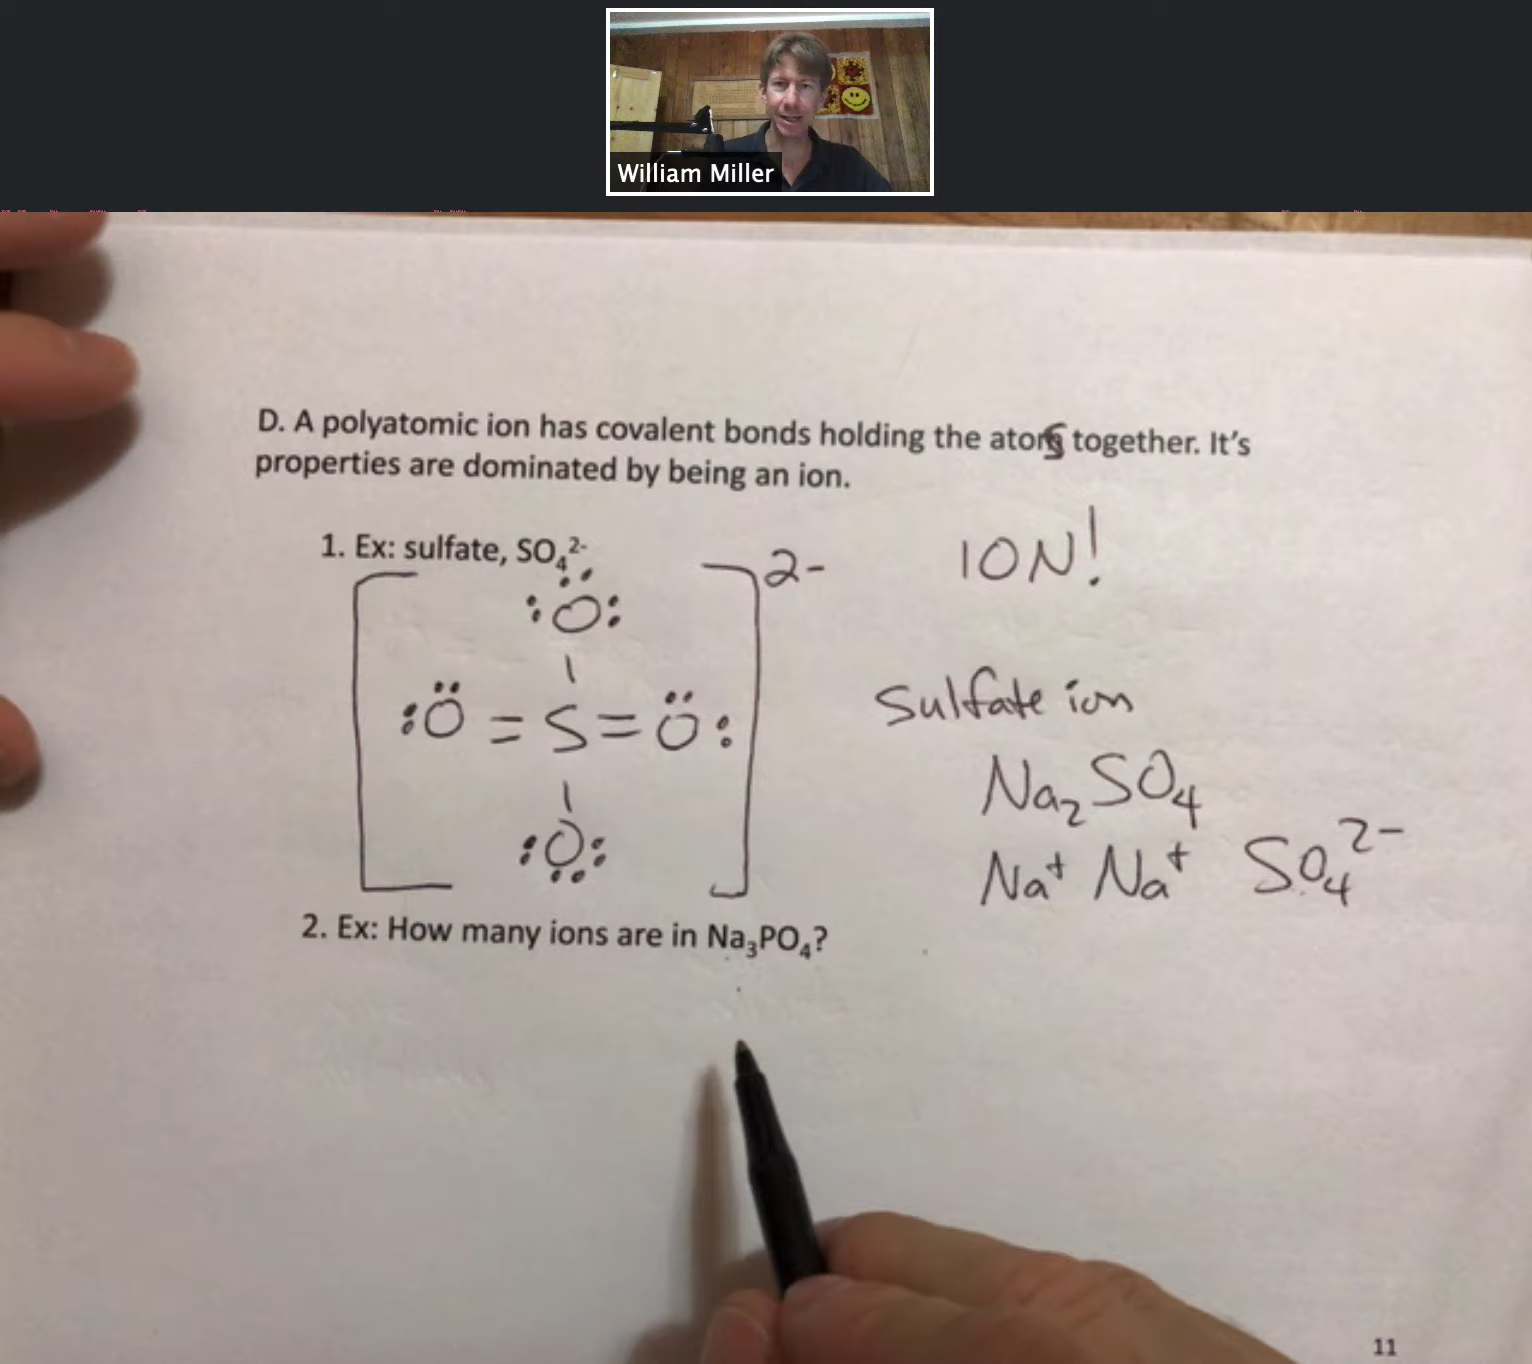 William Miller
D. A polyatomic ion has covalent bonds holding the atoms together. It's
properties are dominated by being an ion.
1. Ex: sulfate, SO₄²⁻
ION!
[:Ö: 2-
|
:Ö=S=Ö:
|
:O:]
Sulfate ion
Na₂SO₄
Na⁺ Na⁺ SO₄²⁻
2. Ex: How many ions are in Na₃PO₄?
11